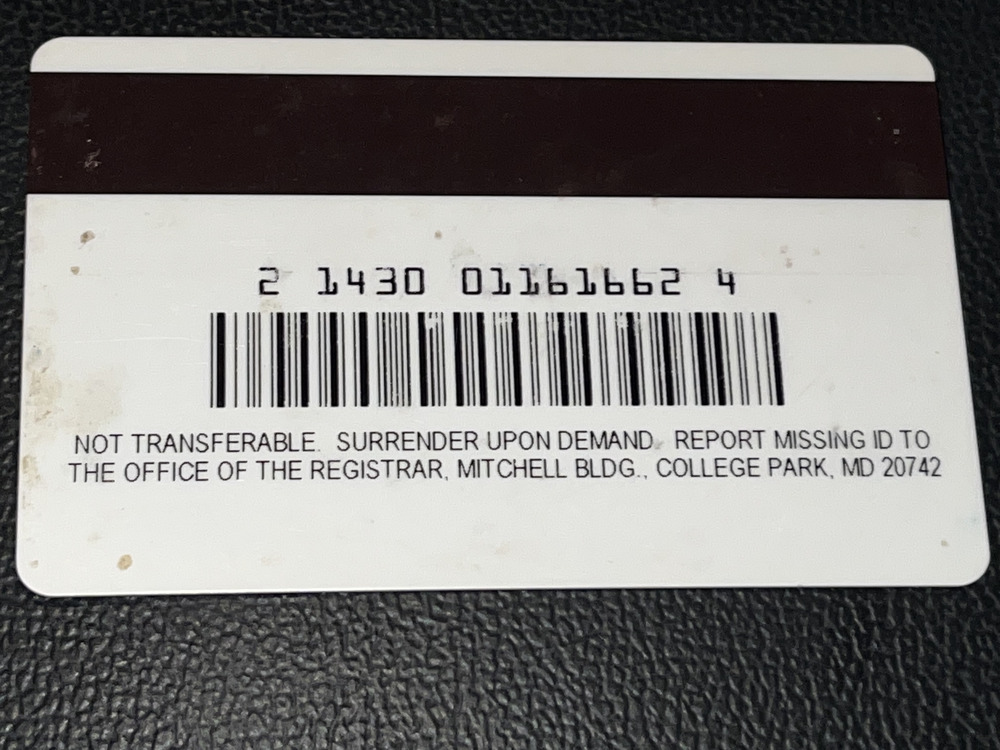 2 1430 01161662 4
NOT TRANSFERABLE. SURRENDER UPON DEMAND. REPORT MISSING ID TO
THE OFFICE OF THE REGISTRAR, MITCHELL BLDG., COLLEGE PARK, MD 20742